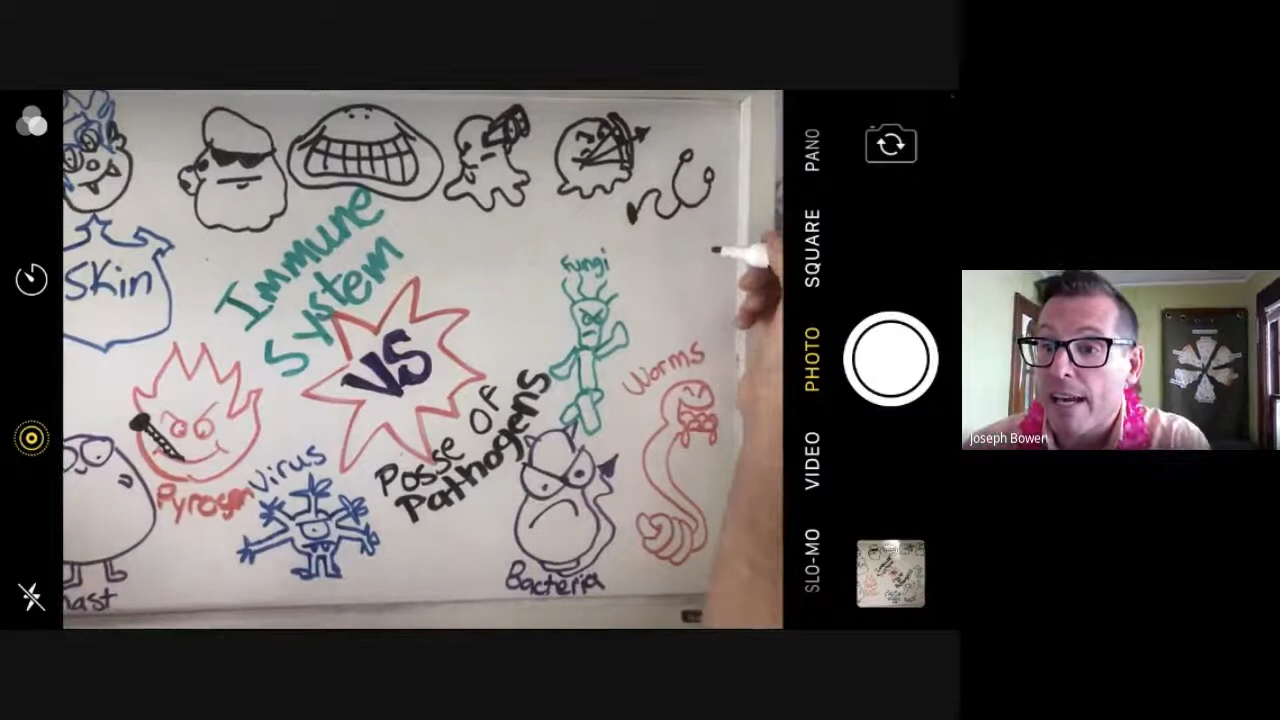 Skin
Immune
System
VS
Posse OF
Pathogens
Fungi
Worms
Virus
Bacteria
PANO
SQUARE
PHOTO
VIDEO
SLO-MO
Joseph Bowen